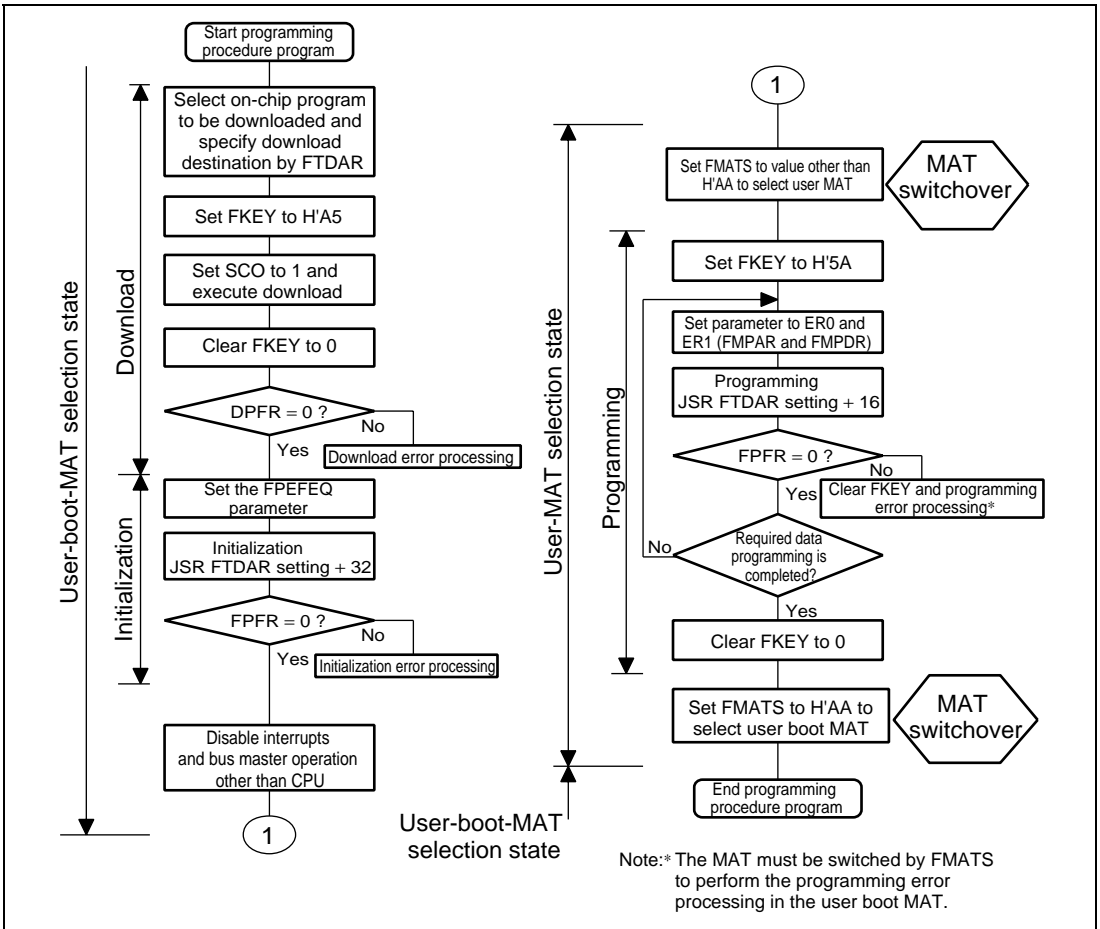 Start programming
procedure program
Select on-chip program
to be downloaded and
specify download
destination by FTDAR
Set FKEY to H'A5
Set SCO to 1 and
execute download
Clear FKEY to 0
DPFR = 0 ?
No
Yes
Download error processing
Set the FPEFEQ
parameter
Initialization
JSR FTDAR setting + 32
FPFR = 0 ?
No
Yes
Initialization error processing
Disable interrupts
and bus master operation
other than CPU
1
User-boot-MAT selection state
Download
Initialization
1
Set FMATS to value other than
H'AA to select user MAT
MAT
switchover
Set FKEY to H'5A
Set parameter to ER0 and
ER1 (FMPAR and FMPDR)
Programming
JSR FTDAR setting + 16
FPFR = 0 ?
No
Yes
Clear FKEY and programming
error processing*
Required data
programming is
completed?
No
Yes
Clear FKEY to 0
Set FMATS to H'AA to
select user boot MAT
MAT
switchover
End programming
procedure program
User-MAT selection state
Programming
User-boot-MAT
selection state
Note:* The MAT must be switched by FMATS
to perform the programming error
processing in the user boot MAT.